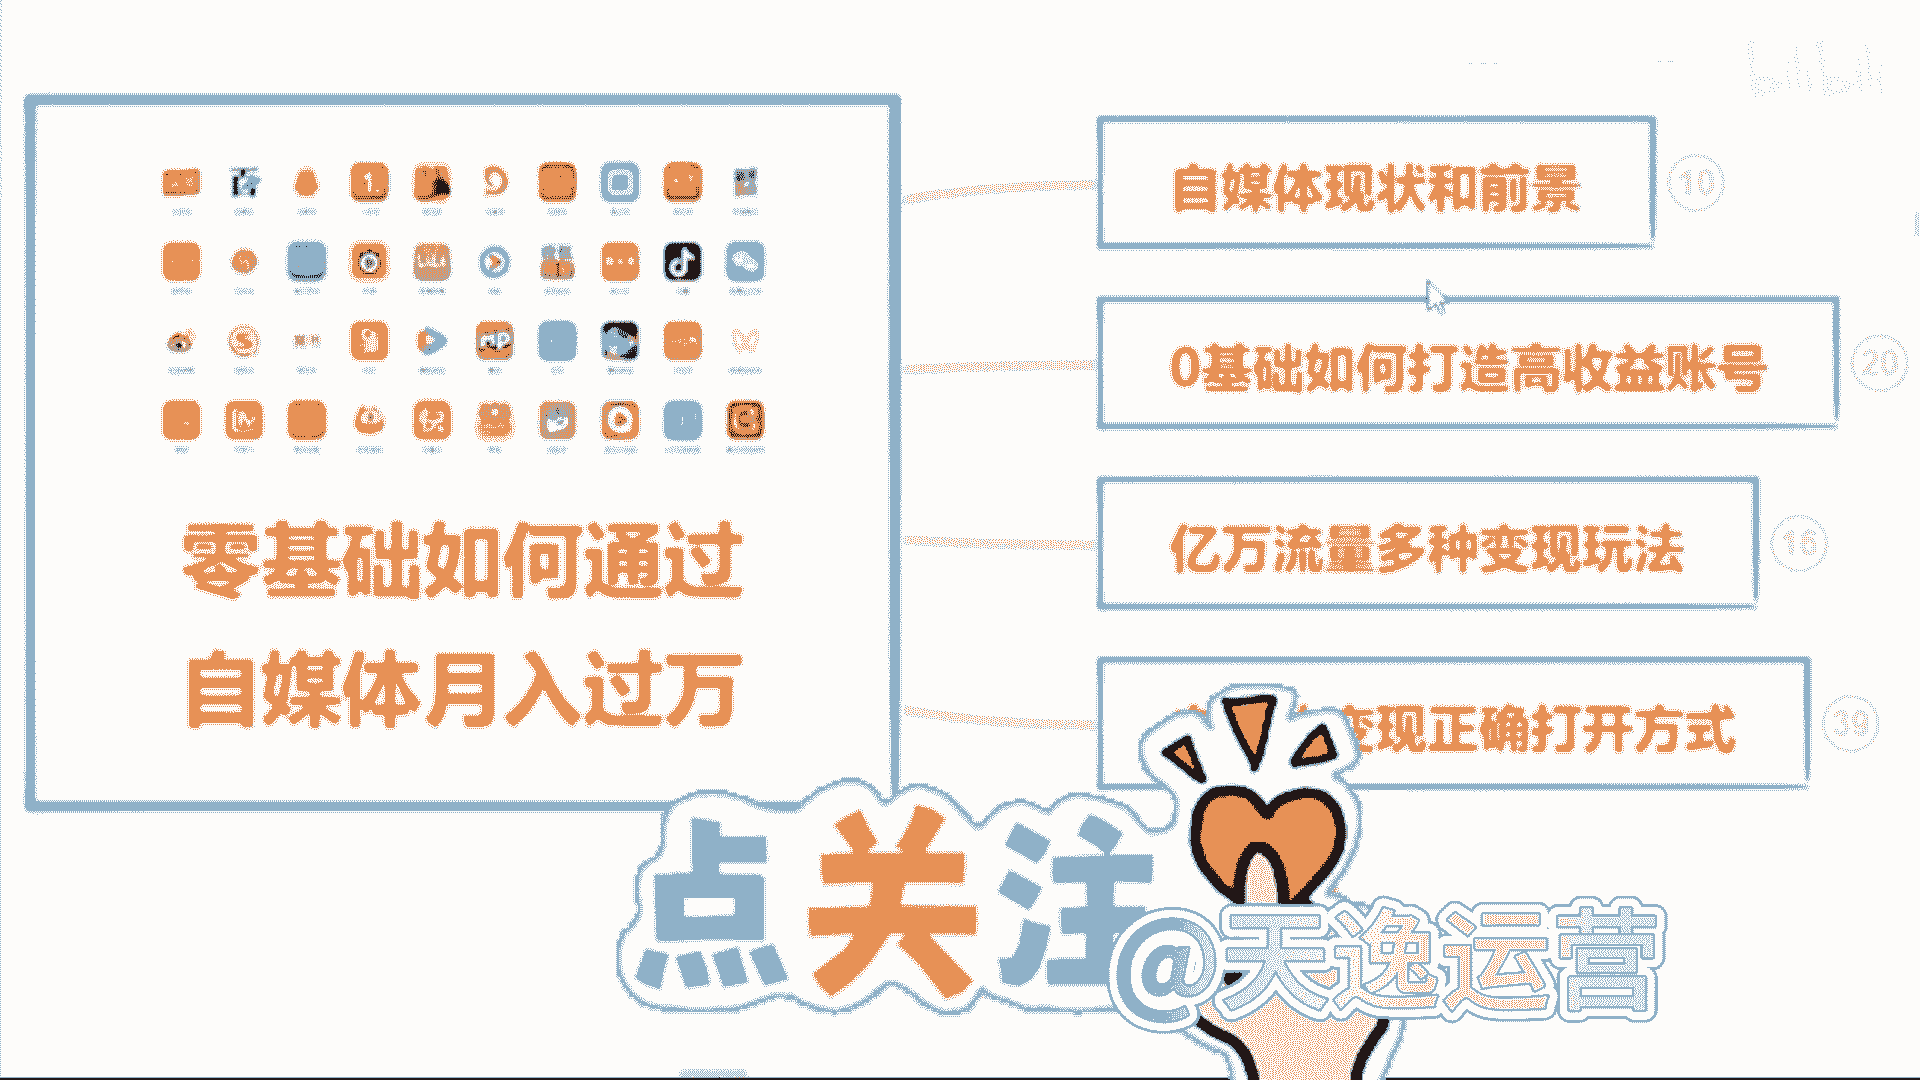 bilibili
零基础如何通过
自媒体月入过万
自媒体现状和前景
10
0基础如何打造高收益账号
20
亿万流量多种变现玩法
16
变现正确打开方式
39
点关注
@天逸运营